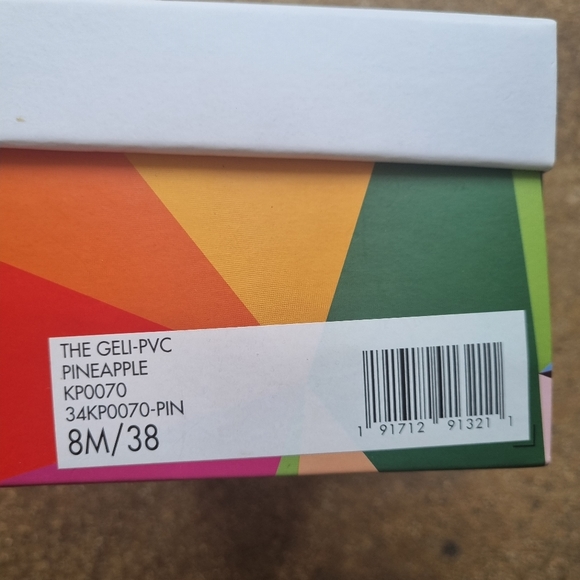 THE GELI-PVC
PINEAPPLE
KP0070
34KP0070-PIN
8M/38
1 91712 91321 1